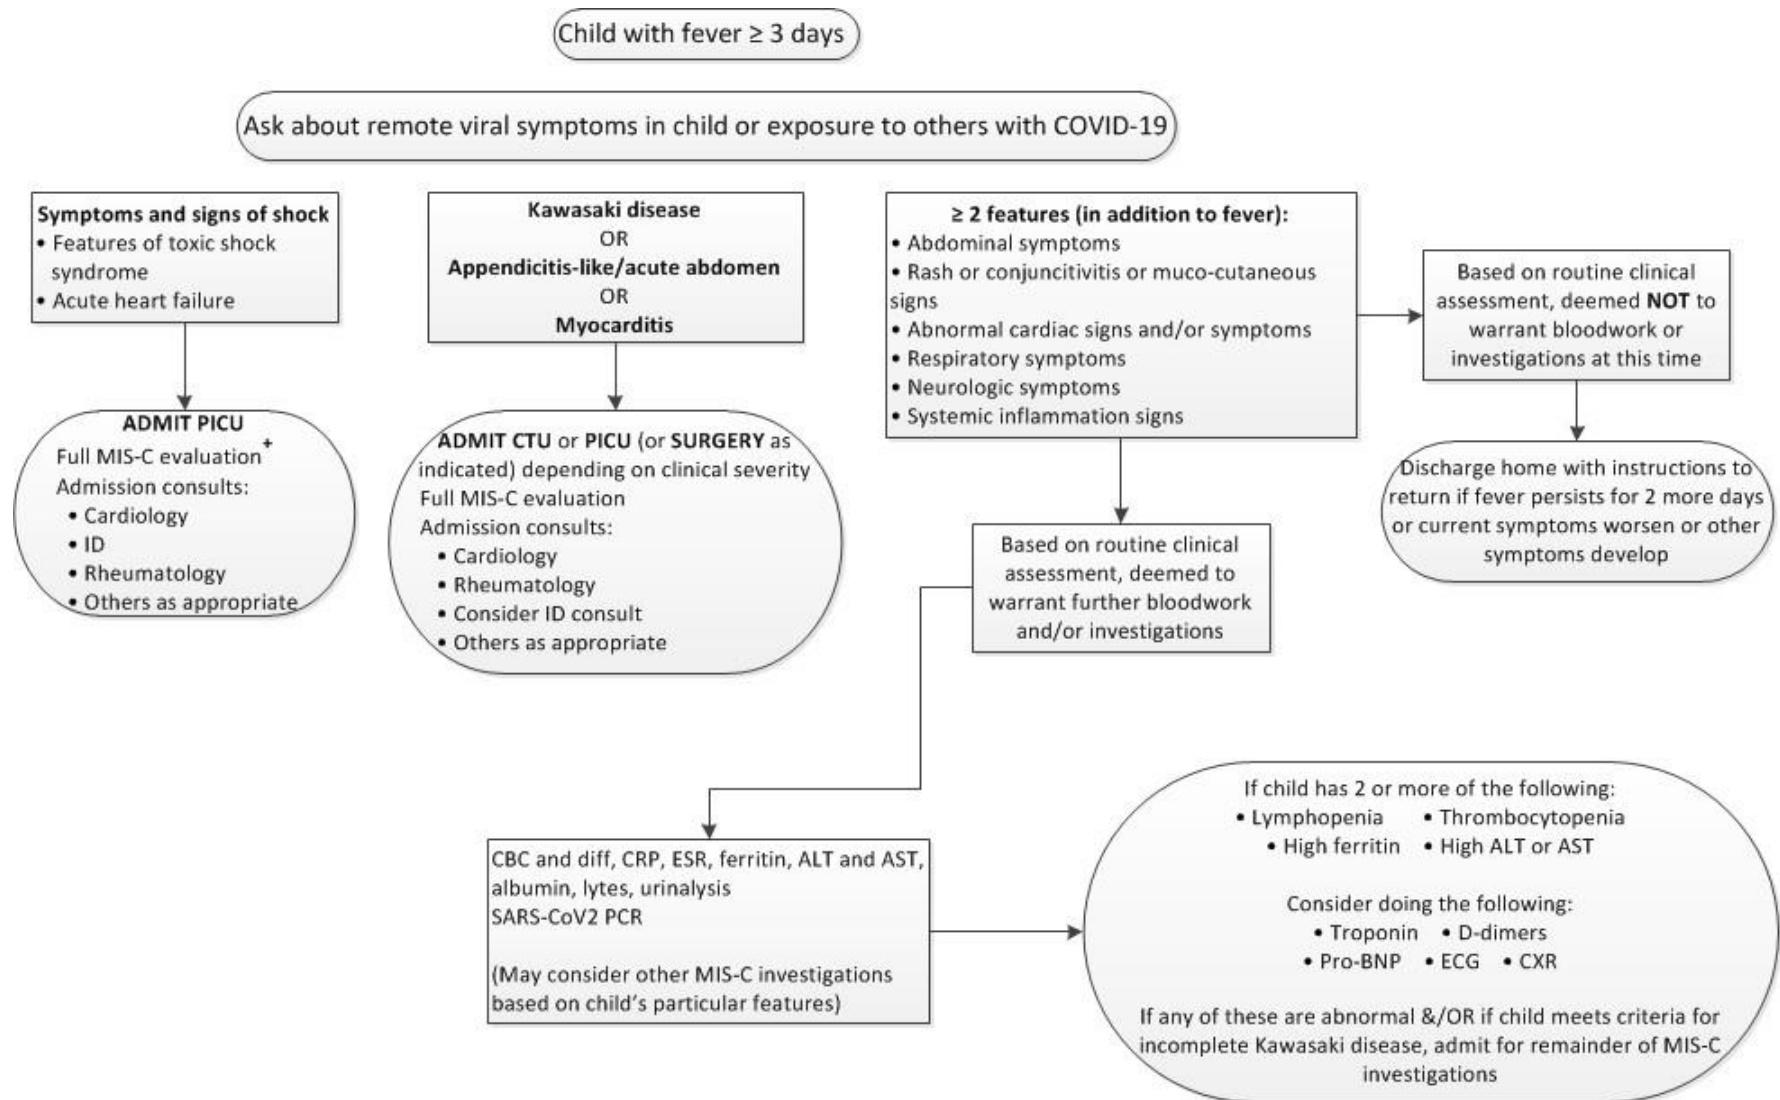 Child with fever ≥ 3 days
Ask about remote viral symptoms in child or exposure to others with COVID-19
Symptoms and signs of shock
• Features of toxic shock
syndrome
• Acute heart failure
ADMIT PICU
Full MIS-C evaluation+
Admission consults:
• Cardiology
• ID
• Rheumatology
• Others as appropriate
Kawasaki disease
OR
Appendicitis-like/acute abdomen
OR
Myocarditis
ADMIT CTU or PICU (or SURGERY as
indicated) depending on clinical severity
Full MIS-C evaluation
Admission consults:
• Cardiology
• Rheumatology
• Consider ID consult
• Others as appropriate
≥ 2 features (in addition to fever):
• Abdominal symptoms
• Rash or conjuncitivitis or muco-cutaneous
signs
• Abnormal cardiac signs and/or symptoms
• Respiratory symptoms
• Neurologic symptoms
• Systemic inflammation signs
Based on routine clinical
assessment, deemed NOT to
warrant bloodwork or
investigations at this time
Discharge home with instructions to
return if fever persists for 2 more days
or current symptoms worsen or other
symptoms develop
Based on routine clinical
assessment, deemed to
warrant further bloodwork
and/or investigations
CBC and diff, CRP, ESR, ferritin, ALT and AST,
albumin, lytes, urinalysis
SARS-CoV2 PCR
(May consider other MIS-C investigations
based on child's particular features)
If child has 2 or more of the following:
• Lymphopenia • Thrombocytopenia
• High ferritin • High ALT or AST
Consider doing the following:
• Troponin • D-dimers
• Pro-BNP • ECG • CXR
If any of these are abnormal &/OR if child meets criteria for
incomplete Kawasaki disease, admit for remainder of MIS-C
investigations